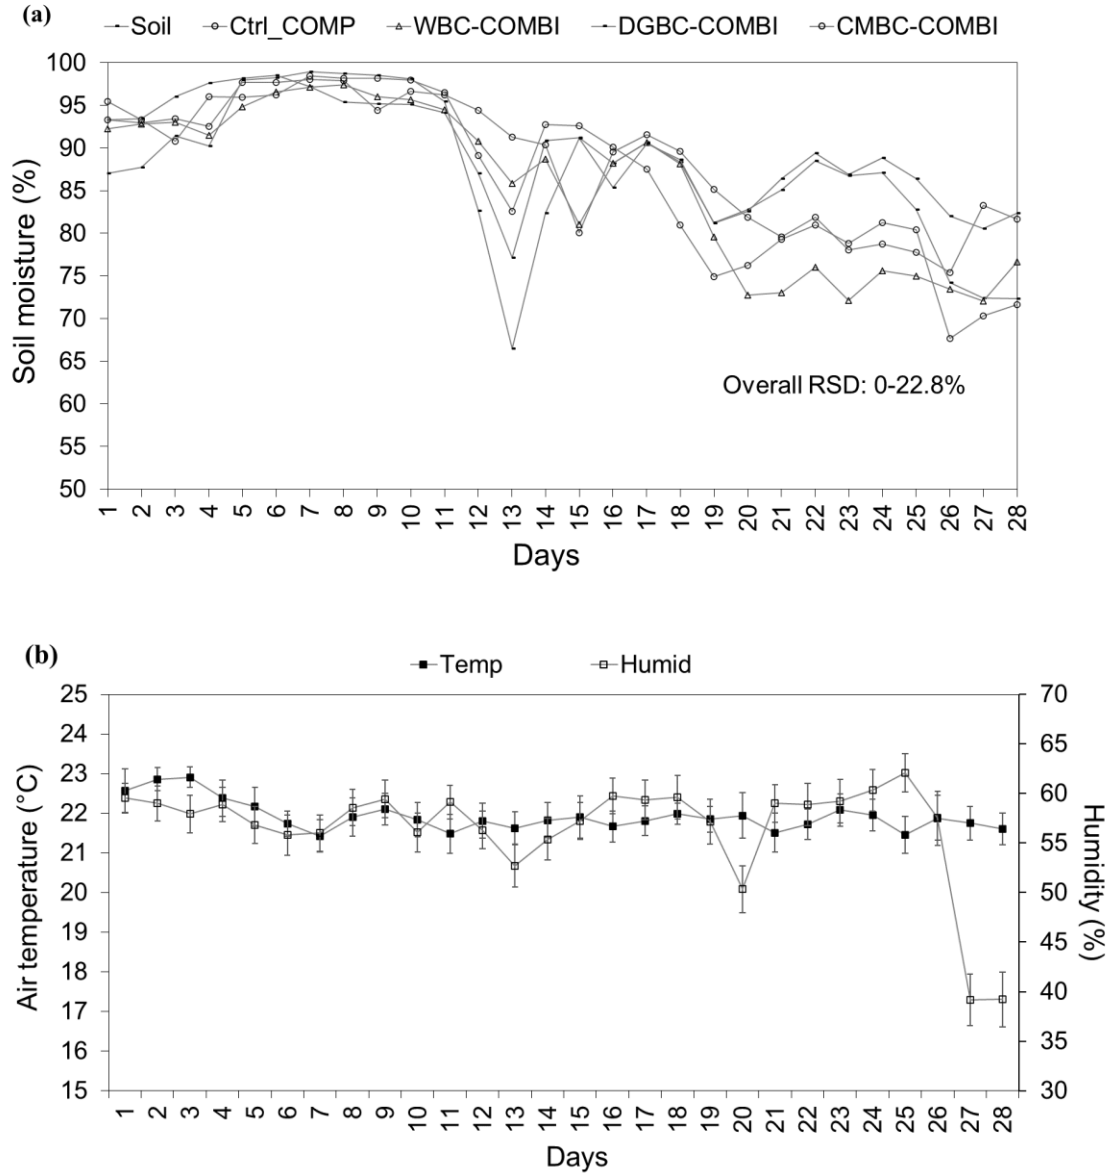 (a)
Soil Ctrl_COMP WBC-COMBI DGBC-COMBI CMBC-COMBI
100
95
90
85
80
75
70
65
60
55
50
Soil moisture (%)
Overall RSD: 0-22.8%
1 2 3 4 5 6 7 8 9 10 11 12 13 14 15 16 17 18 19 20 21 22 23 24 25 26 27 28
Days
(b)
Temp Humid
25
24
23
22
21
20
19
18
17
16
15
Air temperature (°C)
70
65
60
55
50
45
40
35
30
Humidity (%)
1 2 3 4 5 6 7 8 9 10 11 12 13 14 15 16 17 18 19 20 21 22 23 24 25 26 27 28
Days